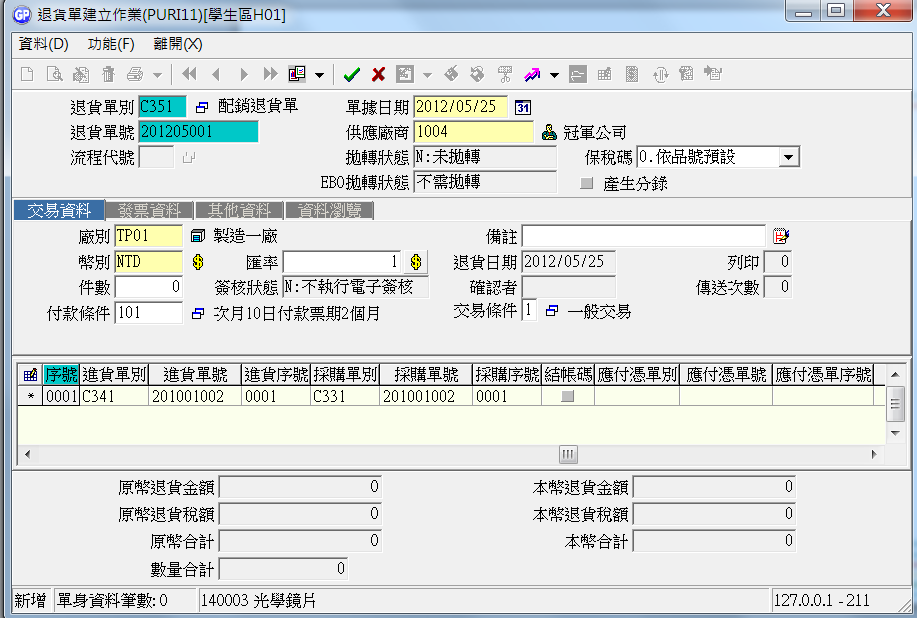 GP 退貨單建立作業(PURI11)[學生區H01]
資料(D) 功能(F) 離開(X)
退貨單別 C351 配銷退貨單 單據日期 2012/05/25 31
退貨單號 201205001 供應廠商 1004 冠軍公司
流程代號 拋轉狀態 N:未拋轉 保稅碼 0.依品號預設
EBO拋轉狀態 不需拋轉 產生分錄
交易資料 發票資料 其他資料 資料瀏覽
廠別 TP01 製造一廠 備註
幣別 NTD 匯率 1 退貨日期 2012/05/25 列印 0
件數 0 簽核狀態 N:不執行電子簽核 確認者 傳送次數 0
付款條件 101 次月10日付款票期2個月 交易條件 1 一般交易
序號 進貨單別 進貨單號 進貨序號 採購單別 採購單號 採購序號 結帳碼 應付憑單別 應付憑單號 應付憑單序號
* 0001 C341 201001002 0001 C331 201001002 0001
原幣退貨金額 0 本幣退貨金額 0
原幣退貨稅額 0 本幣退貨稅額 0
原幣合計 0 本幣合計 0
數量合計 0
新增 單身資料筆數: 0 140003 光學鏡片 127.0.0.1 - 211